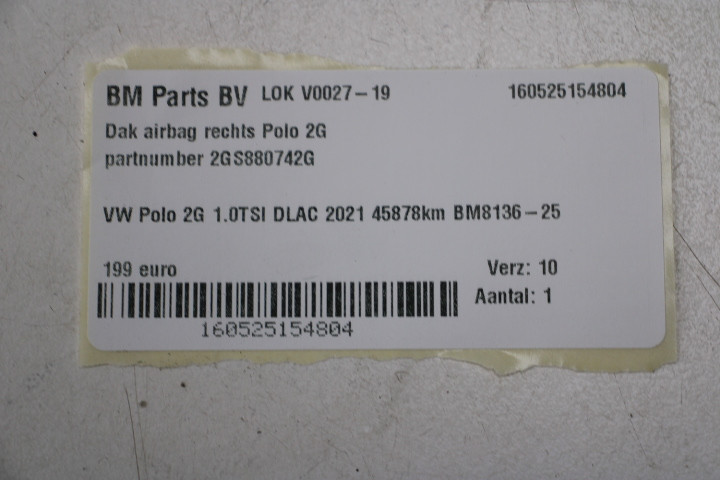 BM Parts BV LOK V0027-19 160525154804
Dak airbag rechts Polo 2G
partnumber 2GS880742G
VW Polo 2G 1.0TSI DLAC 2021 45878km BM8136-25
199 euro Verz: 10
Aantal: 1
160525154804